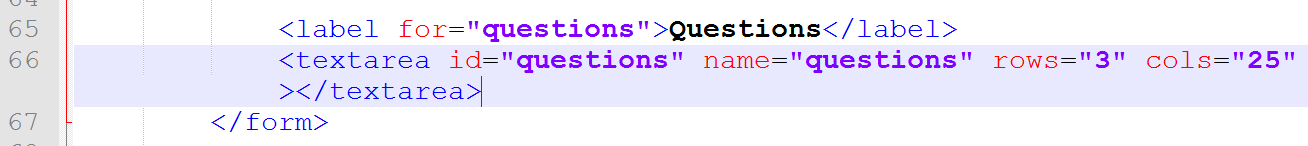 65 <label for="questions">Questions</label>
66 <textarea id="questions" name="questions" rows="3" cols="25"
></textarea>
67 </form>